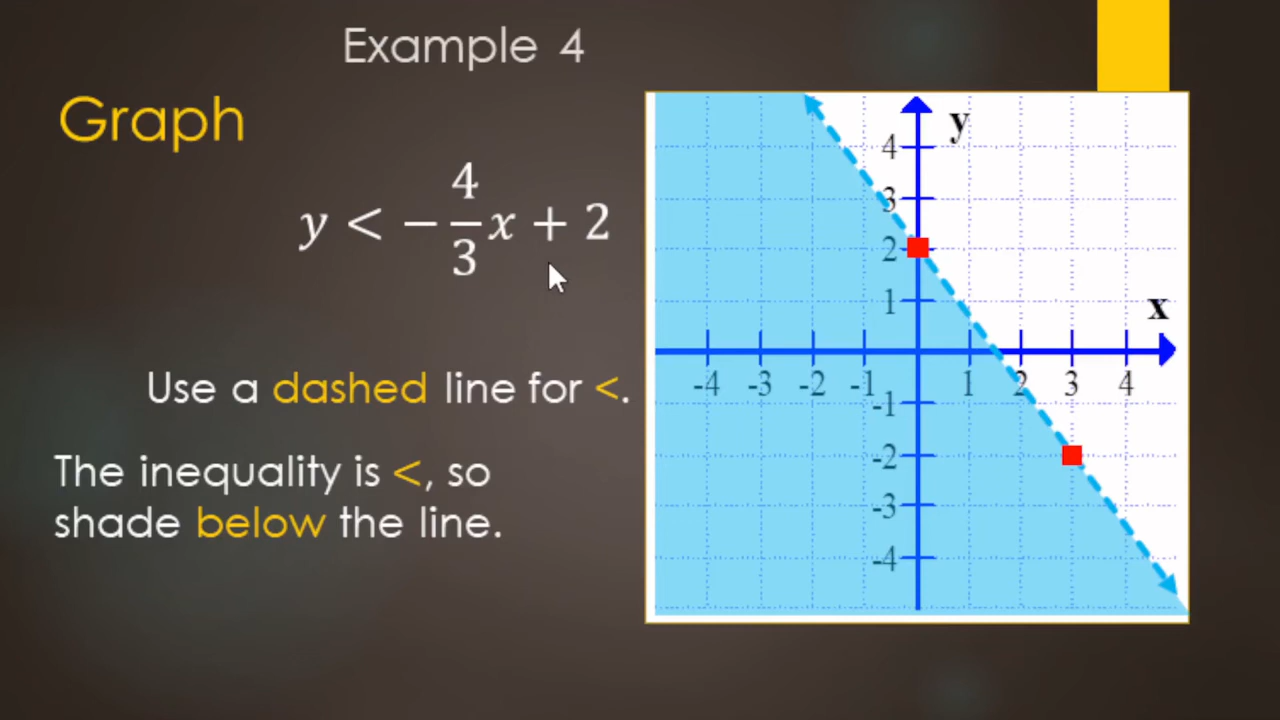 Example 4
Graph
y < −4/3x + 2
Use a dashed line for <.
The inequality is <, so
shade below the line.
y
4
3
2
1
x
-4 -3 -2 -1 1 2 3 4
-1
-2
-3
-4